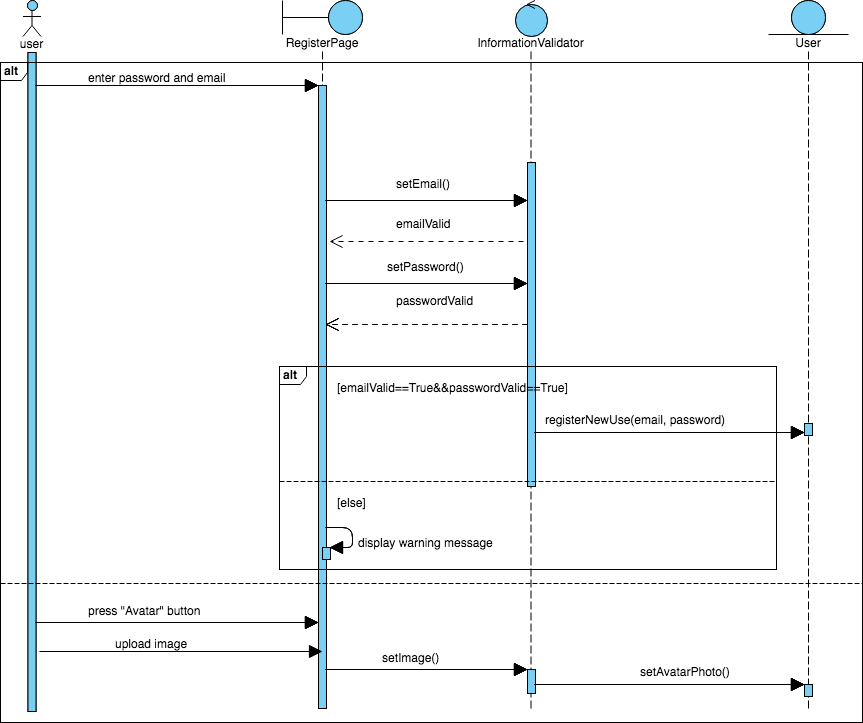 user
RegisterPage
InformationValidator
User
alt
enter password and email
setEmail()
emailValid
setPassword()
passwordValid
alt
[emailValid==True&&passwordValid==True]
registerNewUse(email, password)
[else]
display warning message
press "Avatar" button
upload image
setImage()
setAvatarPhoto()